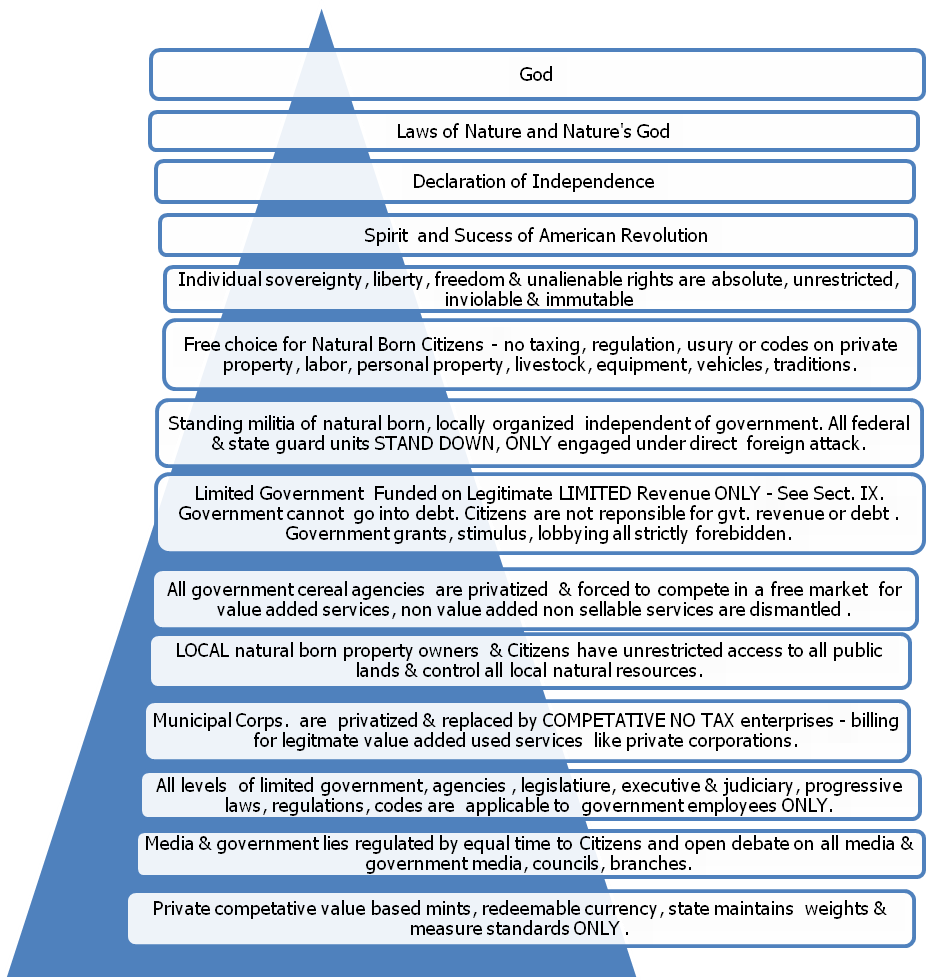 God
Laws of Nature and Nature's God
Declaration of Independence
Spirit and Sucess of American Revolution
Individual sovereignty, liberty, freedom & unalienable rights are absolute, unrestricted,
inviolable & immutable
Free choice for Natural Born Citizens - no taxing, regulation, usury or codes on private
property, labor, personal property, livestock, equipment, vehicles, traditions.
Standing militia of natural born, locally organized independent of government. All federal
& state guard units STAND DOWN, ONLY engaged under direct foreign attack.
Limited Government Funded on Legitimate LIMITED Revenue ONLY - See Sect. IX.
Government cannot go into debt. Citizens are not reponsible for gvt. revenue or debt .
Government grants, stimulus, lobbying all strictly forebidden.
All government cereal agencies are privatized & forced to compete in a free market for
value added services, non value added non sellable services are dismantled .
LOCAL natural born property owners & Citizens have unrestricted access to all public
lands & control all local natural resources.
Municipal Corps. are privatized & replaced by COMPETATIVE NO TAX enterprises - billing
for legitmate value added used services like private corporations.
All levels of limited government, agencies , legislatiure, executive & judiciary, progressive
laws, regulations, codes are applicable to government employees ONLY.
Media & government lies regulated by equal time to Citizens and open debate on all media &
government media, councils, branches.
Private competative value based mints, redeemable currency, state maintains weights &
measure standards ONLY .